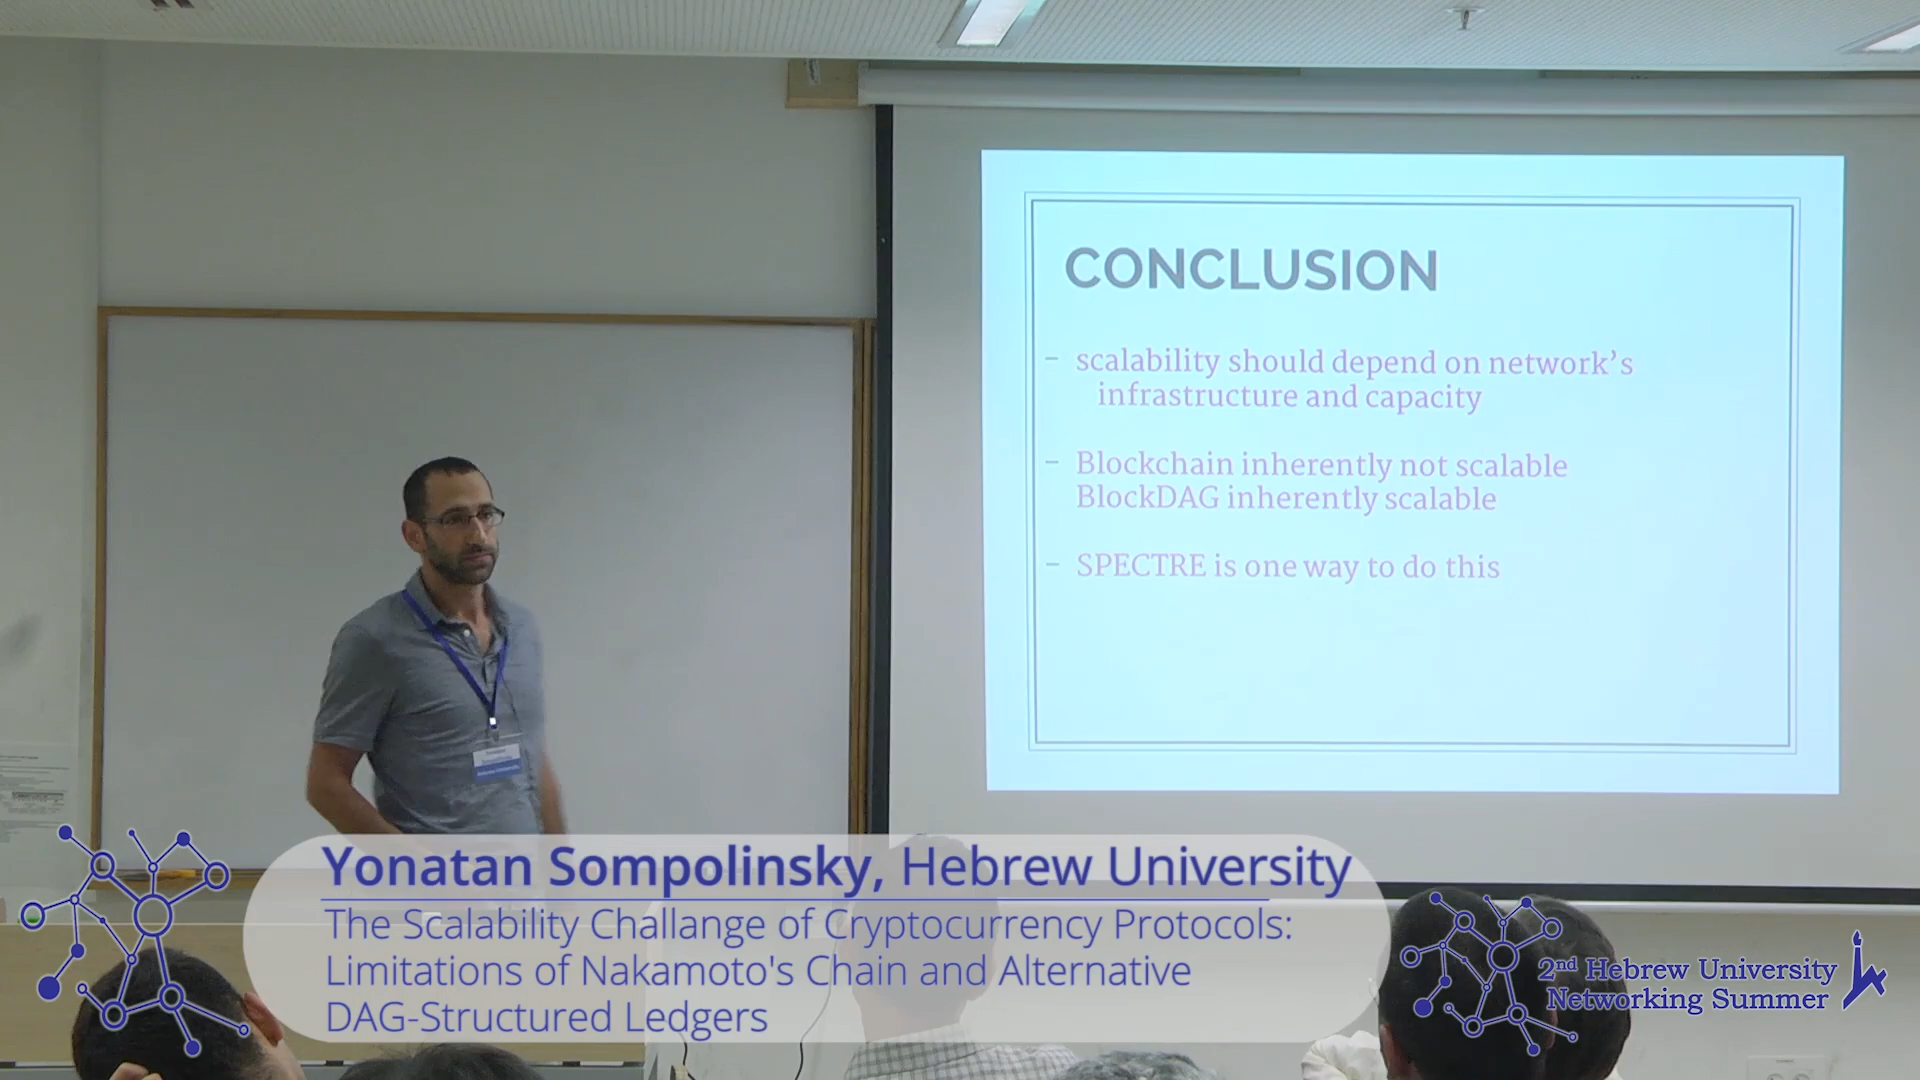 CONCLUSION
– scalability should depend on network’s
infrastructure and capacity
– Blockchain inherently not scalable
BlockDAG inherently scalable
– SPECTRE is one way to do this
Yonatan Sompolinsky, Hebrew University
The Scalability Challange of Cryptocurrency Protocols:
Limitations of Nakamoto's Chain and Alternative
DAG-Structured Ledgers
2nd Hebrew University
Networking Summer